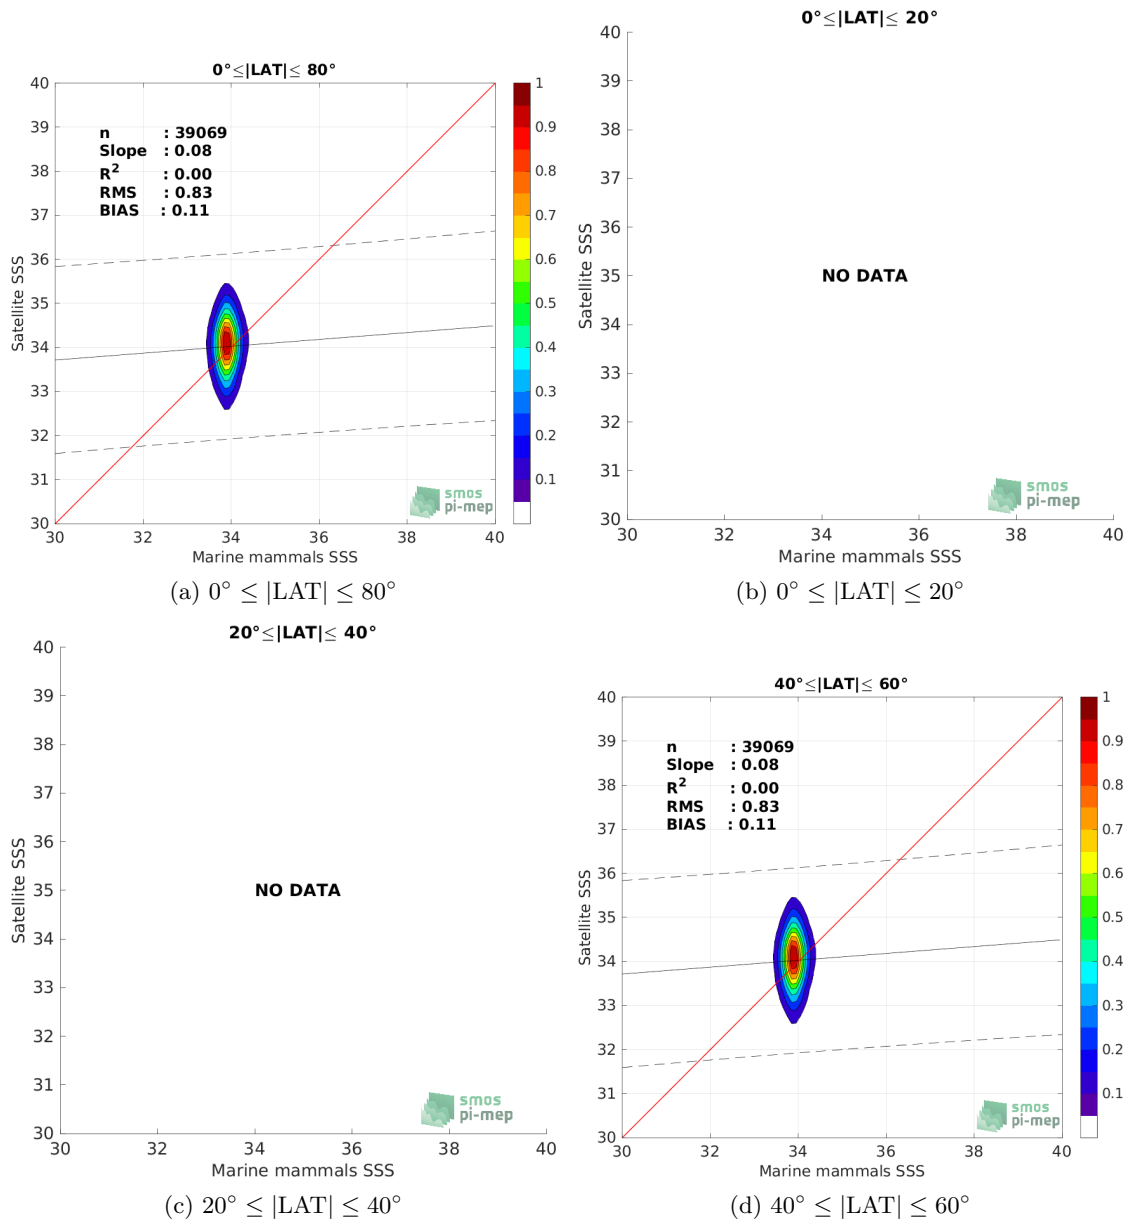 0°≤|LAT|≤ 80°
40
39
38
37
36
35
34
33
32
31
30
Satellite SSS
n : 39069
Slope : 0.08
R² : 0.00
RMS : 0.83
BIAS : 0.11
smos
pi-mep
30 32 34 36 38 40
Marine mammals SSS
1
0.9
0.8
0.7
0.6
0.5
0.4
0.3
0.2
0.1
(a) 0° ≤ |LAT| ≤ 80°
0°≤|LAT|≤ 20°
40
39
38
37
36
35
34
33
32
31
30
Satellite SSS
NO DATA
smos
pi-mep
30 32 34 36 38 40
Marine mammals SSS
(b) 0° ≤ |LAT| ≤ 20°
20°≤|LAT|≤ 40°
40
39
38
37
36
35
34
33
32
31
30
Satellite SSS
NO DATA
smos
pi-mep
30 32 34 36 38 40
Marine mammals SSS
(c) 20° ≤ |LAT| ≤ 40°
40°≤|LAT|≤ 60°
40
39
38
37
36
35
34
33
32
31
30
Satellite SSS
n : 39069
Slope : 0.08
R² : 0.00
RMS : 0.83
BIAS : 0.11
smos
pi-mep
30 32 34 36 38 40
Marine mammals SSS
1
0.9
0.8
0.7
0.6
0.5
0.4
0.3
0.2
0.1
(d) 40° ≤ |LAT| ≤ 60°